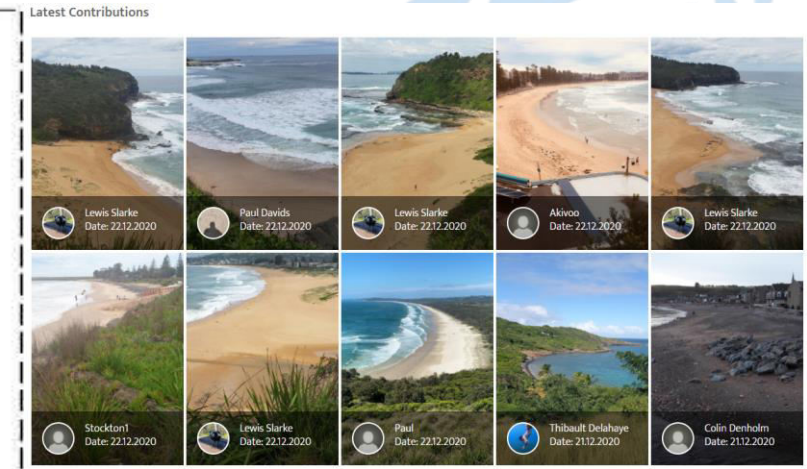 Latest Contributions
Lewis Slarke
Date: 22.12.2020
Paul Davids
Date: 22.12.2020
Lewis Slarke
Date: 22.12.2020
Akivoo
Date: 22.12.2020
Lewis Slarke
Date: 22.12.2020
Stockton1
Date: 22.12.2020
Lewis Slarke
Date: 22.12.2020
Paul
Date: 22.12.2020
Thibault Delahaye
Date: 21.12.2020
Colin Denholm
Date: 21.12.2020